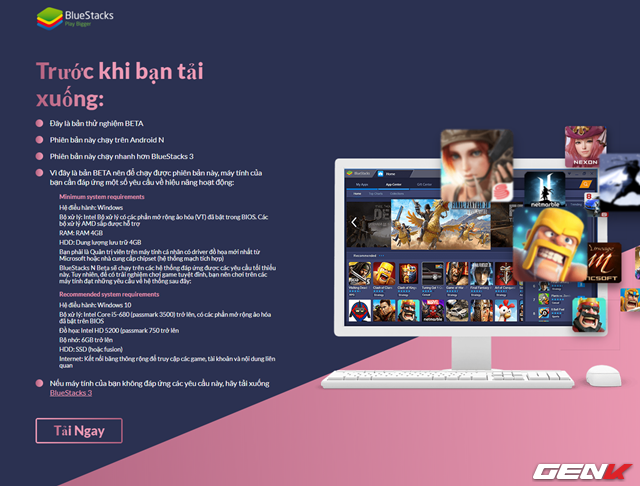 BlueStacks
Play Bigger
Trước khi bạn tải
xuống:
Đây là bản thử nghiệm BETA
Phiên bản này chạy trên Android N
Phiên bản này chạy nhanh hơn BlueStacks 3
Vì đây là bản BETA nên để chạy được phiên bản này, máy tính của
bạn cần đáp ứng một số yêu cầu về hiệu năng hoạt động:
Minimum system requirements
Hệ điều hành: Windows
Bộ xử lý: Intel Bộ xử lý có các phần mở rộng ảo hóa (VT) đã bật trong BIOS. Các
bộ xử lý AMD sắp được hỗ trợ
RAM: RAM 4GB
HDD: Dung lượng lưu trữ 4GB
Bạn phải là Quản trị viên trên máy tính cá nhân có driver đồ họa mới nhất từ
Microsoft hoặc nhà cung cấp chipset (hệ thống mạch tích hợp)
BlueStacks N Beta sẽ chạy trên các hệ thống đáp ứng được các yêu cầu tối thiểu
này. Tuy nhiên, để có trải nghiệm chơi game tuyệt đỉnh, bạn nên chơi trên các
máy tính đạt những yêu cầu về hệ thống sau đây:
Recommended system requirements
Hệ điều hành: Windows 10
Bộ xử lý: Intel Core i5-680 (passmark 3500) trở lên, có các phần mở rộng ảo hóa
đã bật trên BIOS
Đồ họa: Intel HD 5200 (passmark 750 trở lên
Bộ nhớ: 6GB trở lên
HDD: SSD (hoặc fusion)
Internet: Kết nối băng thông rộng để truy cập các game, tài khoản và nội dung liên
quan
Nếu máy tính của bạn không đáp ứng các yêu cầu này, hãy tải xuống
BlueStacks 3
Tải Ngay
BlueStacks
Home
My Apps
App Center
Gift Center
FINAL FANTASY
Recommended
NEXON
netmarble
GENK